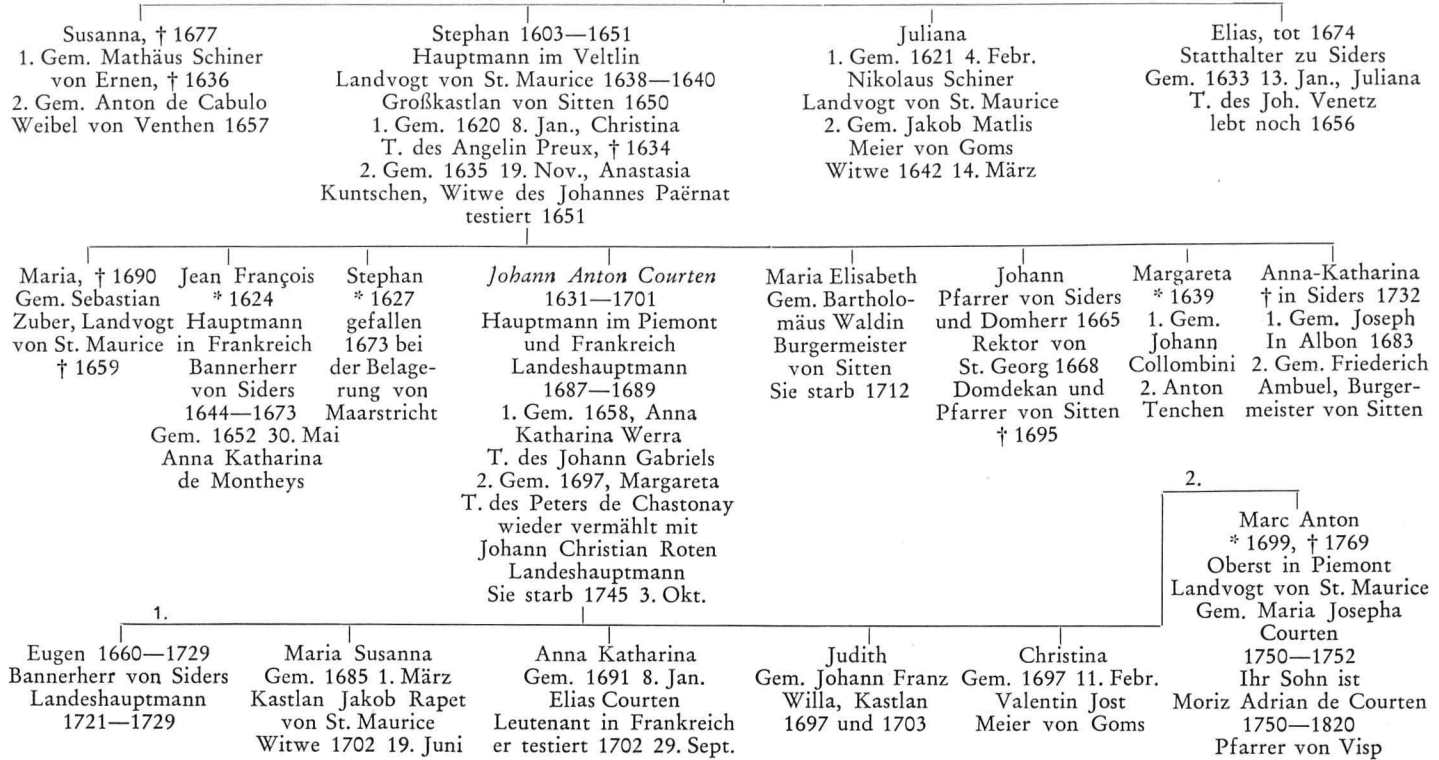 Susanna, † 1677
1. Gem. Mathäus Schiner
von Ernen, † 1636
2. Gem. Anton de Cabulo
Weibel von Venthen 1657
Stephan 1603—1651
Hauptmann im Veltlin
Landvogt von St. Maurice 1638—1640
Großkastlan von Sitten 1650
1. Gem. 1620 8. Jan., Christina
T. des Angelin Preux, † 1634
2. Gem. 1635 19. Nov., Anastasia
Kuntschen, Witwe des Johannes Paërnat
testiert 1651
Juliana
1. Gem. 1621 4. Febr.
Nikolaus Schiner
Landvogt von St. Maurice
2. Gem. Jakob Matlis
Meier von Goms
Witwe 1642 14. März
Elias, tot 1674
Statthalter zu Siders
Gem. 1633 13. Jan., Juliana
T. des Joh. Venetz
lebt noch 1656
Maria, † 1690
Gem. Sebastian
Zuber, Landvogt
von St. Maurice
† 1659
Jean François
* 1624
Hauptmann
in Frankreich
Bannerherr
von Siders
1644—1673
Gem. 1652 30. Mai
Anna Katharina
de Montheys
Stephan
* 1627
gefallen
1673 bei
der Belage-
rung von
Maarstricht
Johann Anton Courten
1631—1701
Hauptmann im Piemont
und Frankreich
Landeshauptmann
1687—1689
1. Gem. 1658, Anna
Katharina Werra
T. des Johann Gabriels
2. Gem. 1697, Margareta
T. des Peters de Chastonay
wieder vermählt mit
Johann Christian Roten
Landeshauptmann
Sie starb 1745 3. Okt.
Maria Elisabeth
Gem. Bartholo-
mäus Waldin
Burgermeister
von Sitten
Sie starb 1712
Johann
Pfarrer von Siders
und Domherr 1665
Rektor von
St. Georg 1668
Domdekan und
Pfarrer von Sitten
† 1695
Margareta
* 1639
1. Gem.
Johann
Collombini
2. Anton
Tenchen
Anna-Katharina
† in Siders 1732
1. Gem. Joseph
In Albon 1683
2. Gem. Friederich
Ambuel, Burger-
meister von Sitten
2.
Marc Anton
* 1699, † 1769
Oberst in Piemont
Landvogt von St. Maurice
Gem. Maria Josepha
Courten
1750—1752
Ihr Sohn ist
Moriz Adrian de Courten
1750—1820
Pfarrer von Visp
1.
Eugen 1660—1729
Bannerherr von Siders
Landeshauptmann
1721—1729
Maria Susanna
Gem. 1685 1. März
Kastlan Jakob Rapet
von St. Maurice
Witwe 1702 19. Juni
Anna Katharina
Gem. 1691 8. Jan.
Elias Courten
Leutenant in Frankreich
er testiert 1702 29. Sept.
Judith
Gem. Johann Franz
Willa, Kastlan
1697 und 1703
Christina
Gem. 1697 11. Febr.
Valentin Jost
Meier von Goms